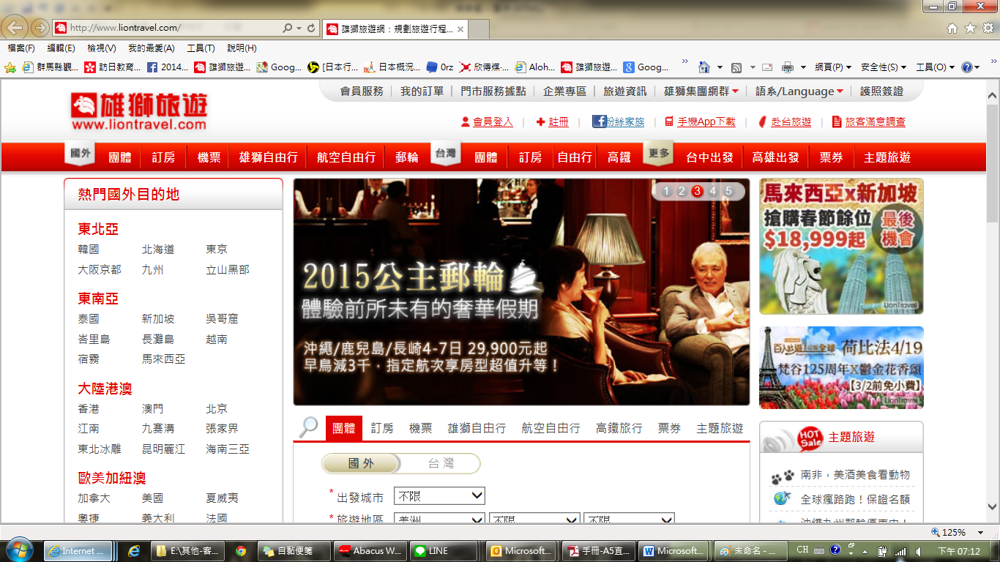 http://www.liontravel.com/
雄獅旅遊網：規劃旅遊行程...
檔案(F) 編輯(E) 檢視(V) 我的最愛(A) 工具(T) 說明(H)
群馬縣觀... 訪日教育... 2014... 雄獅旅遊... Goog... [日本行... 日本概況... 0rz 欣傳媒-... Aloh... 雄獅旅遊... Goog... 網頁(P) 安全性(S) 工具(O)
會員服務 我的訂單 門市服務據點 企業專區 旅遊資訊 雄獅集團網群 語系/Language 護照簽證
雄獅旅遊
www.liontravel.com
會員登入 註冊 粉絲家族 手機App下載 赴台旅遊 旅客滿意調查
國外 團體 訂房 機票 雄獅自由行 航空自由行 郵輪 台灣 團體 訂房 自由行 高鐵 更多 台中出發 高雄出發 票券 主題旅遊
熱門國外目的地
東北亞
韓國 北海道 東京
大阪京都 九州 立山黑部
東南亞
泰國 新加坡 吳哥窟
峇里島 長灘島 越南
宿霧 馬來西亞
大陸港澳
香港 澳門 北京
江南 九寨溝 張家界
東北冰雕 昆明麗江 海南三亞
歐美加紐澳
加拿大 美國 夏威夷
奧捷 義大利 法國
1 2 3 4 5
2015公主郵輪
體驗前所未有的奢華假期
沖繩/鹿兒島/長崎4-7日 29,900元起
早鳥減3千，指定航次享房型超值升等！
團體 訂房 機票 雄獅自由行 航空自由行 高鐵旅行 票券 主題旅遊
國外 台灣
* 出發城市 不限
* 旅遊地區 美洲 不限 不限
馬來西亞x新加坡
搶購春節餘位
$18,999起
最後
機會
LionTravel
荷比法4/19
梵谷125周年X鬱金花香頌
【3/2前免小費】
LionTravel
HOT Sale 主題旅遊
南非，美酒美食看動物
全球瘋路跑！保證名額
沖繩九州郵輪優惠中！
125%
Internet ... E:\其他-客... 自黏便箋 Abacus W... LINE Microsoft... 手冊-A5直... Microsoft... 未命名 - ... CH 下午 07:12